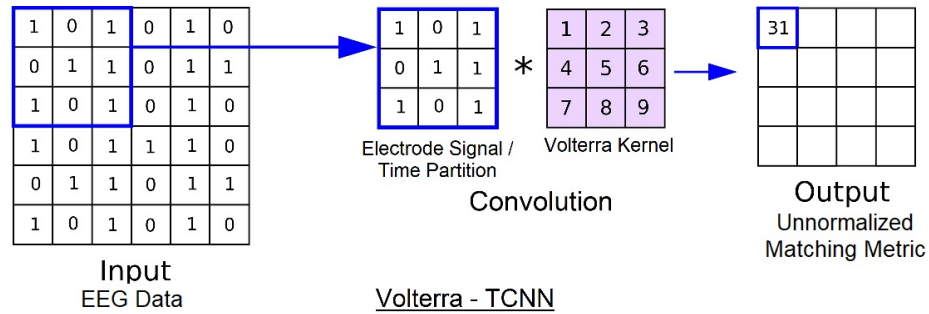 1 0 1 0 1 0
0 1 1 0 1 1
1 0 1 0 1 0
1 0 1 1 1 0
0 1 1 0 1 1
1 0 1 0 1 0
Input
EEG Data
1 0 1
0 1 1
1 0 1
Electrode Signal /
Time Partition
*
1 2 3
4 5 6
7 8 9
Volterra Kernel
Convolution
31
Output
Unnormalized
Matching Metric
Volterra - TCNN